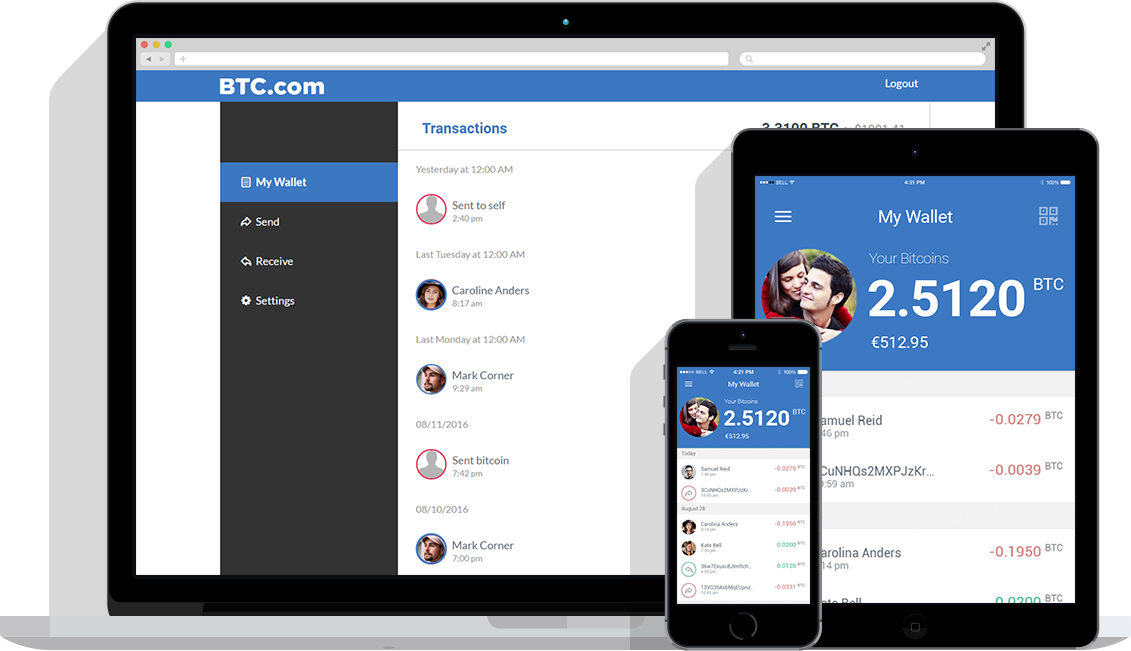 BTC.com
Logout
Transactions
My Wallet
Send
Receive
Settings
Yesterday at 12:00 AM
Sent to self
2:40 pm
Last Tuesday at 12:00 AM
Caroline Anders
8:17 am
Last Monday at 12:00 AM
Mark Corner
9:29 am
08/11/2016
Sent bitcoin
7:42 pm
08/10/2016
Mark Corner
7:00 pm
BELL 4:21 PM 100%
My Wallet
Your Bitcoins
2.5120 BTC
€512.95
amuel Reid -0.0279 BTC
46 pm
CuNHQs2MXPJzKr... -0.0039 BTC
:59 am
arolina Anders -0.1950 BTC
14 pm
Bell 0.0200 BTC
BELL 4:21 PM 100%
My Wallet
Your Bitcoins
2.5120 BTC
€512.95
Today
Samuel Reid -0.0279 BTC
3CuNHQs2MXPJzKr... -0.0039 BTC
10:59 am
August 28
Carolina Anders -0.1950 BTC
Kate Bell 0.0200 BTC
0.0120 BTC
-0.0331 BTC